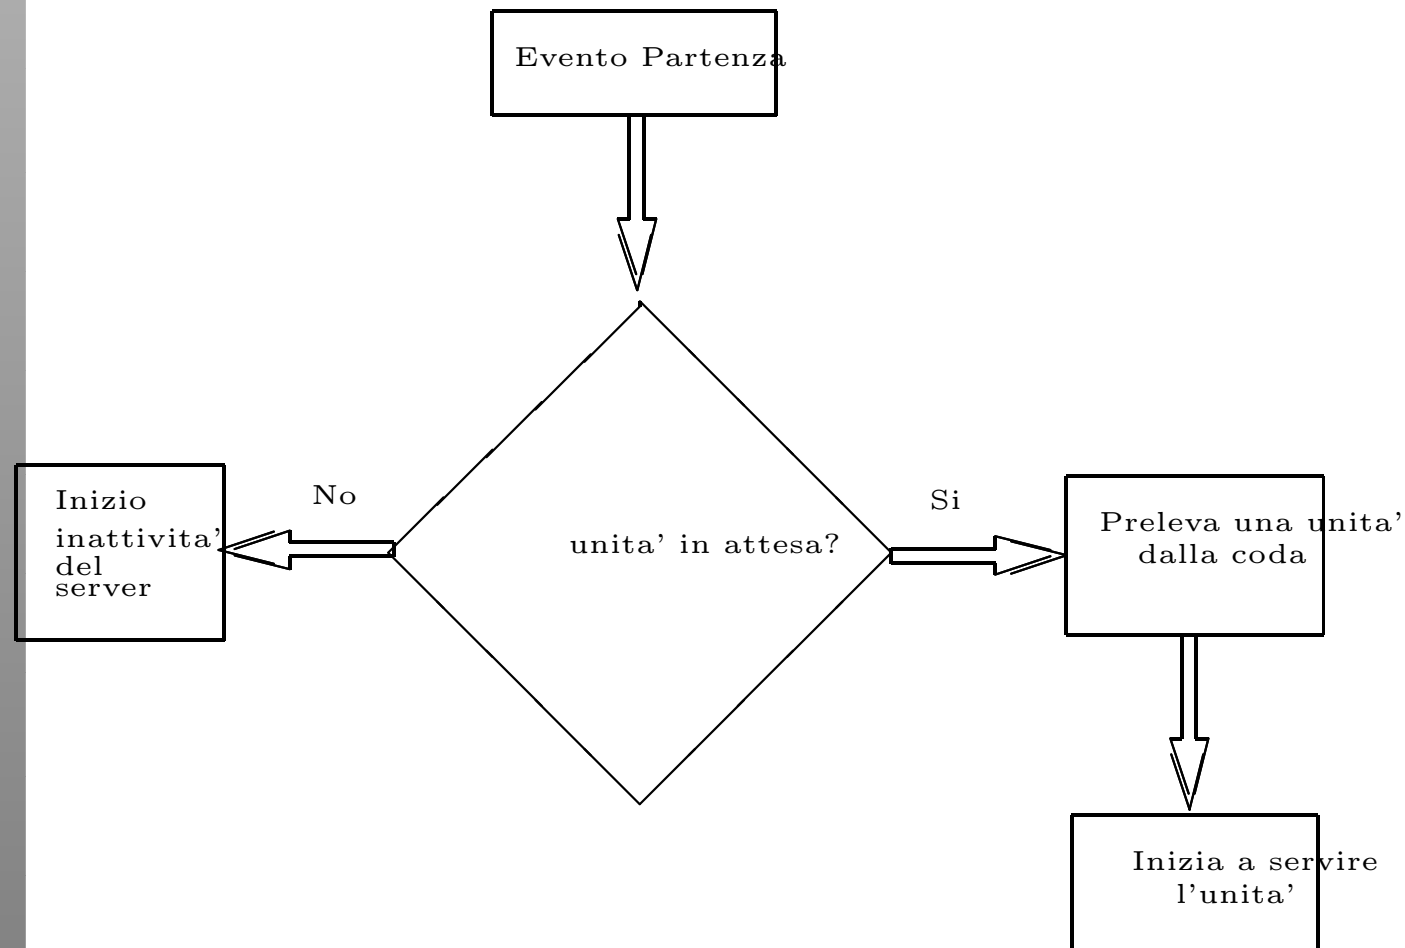 Evento Partenza
No
Si
Inizio
inattivita’
del
server
unita’ in attesa?
Preleva una unita’
dalla coda
Inizia a servire
l’unita’